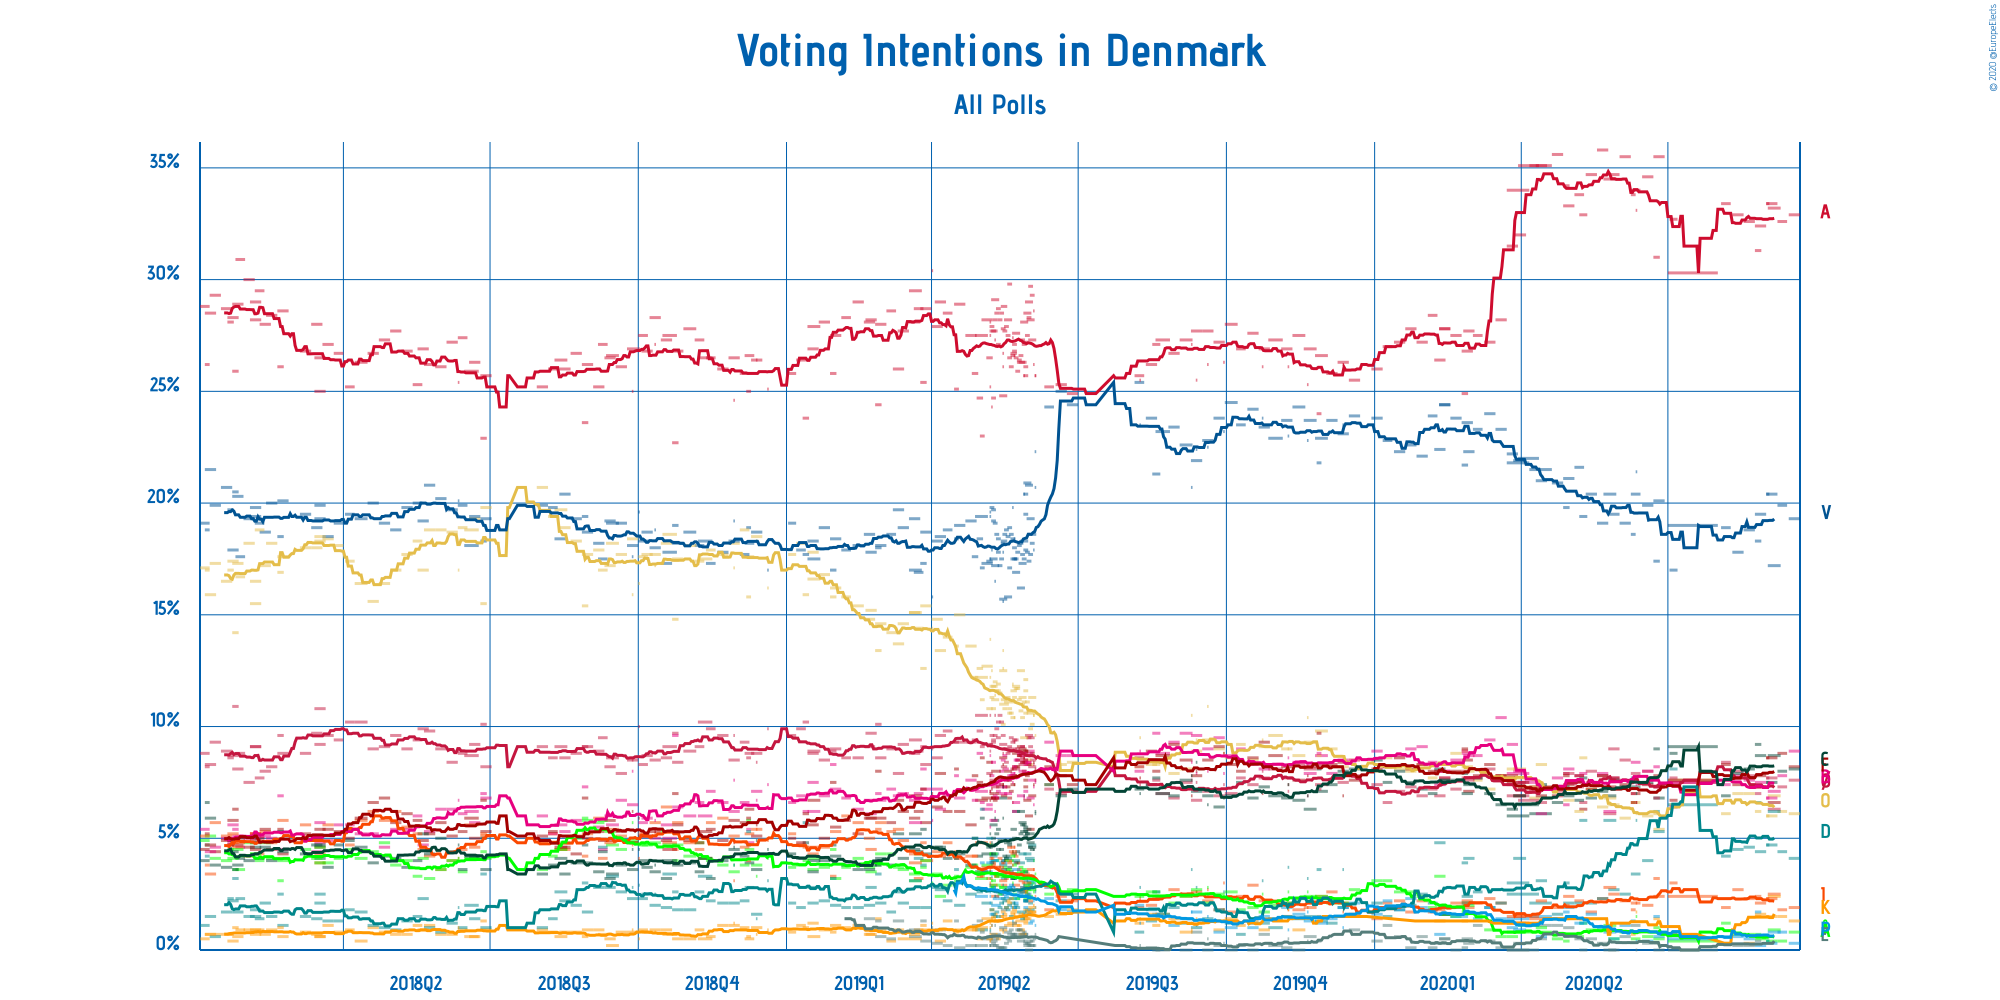 © 2020 @EuropeElects
Voting Intentions in Denmark
All Polls
35%
30%
25%
20%
15%
10%
5%
0%
A
V
C
F
B
Ø
O
D
I
K
2018Q2
2018Q3
2018Q4
2019Q1
2019Q2
2019Q3
2019Q4
2020Q1
2020Q2